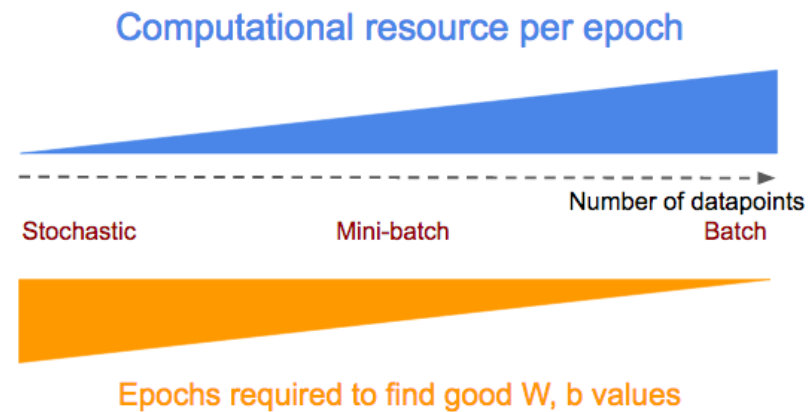 Computational resource per epoch
Number of datapoints
Stochastic Mini-batch Batch
Epochs required to find good W, b values